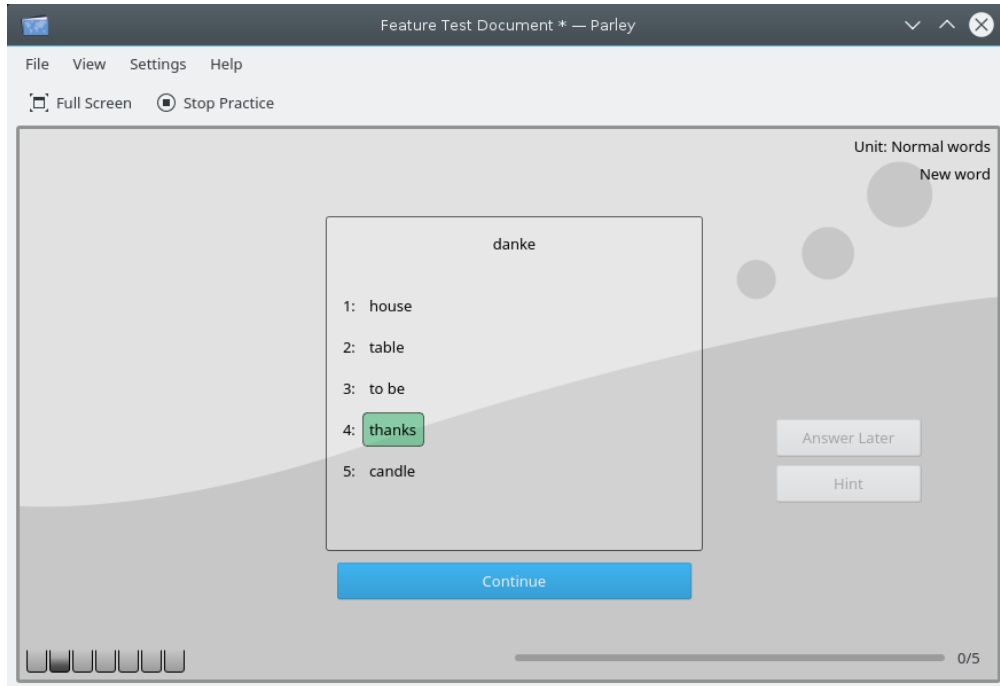 Feature Test Document * — Parley
File View Settings Help
Full Screen Stop Practice
Unit: Normal words
New word
danke
1: house
2: table
3: to be
4: thanks
5: candle
Answer Later
Hint
Continue
0/5